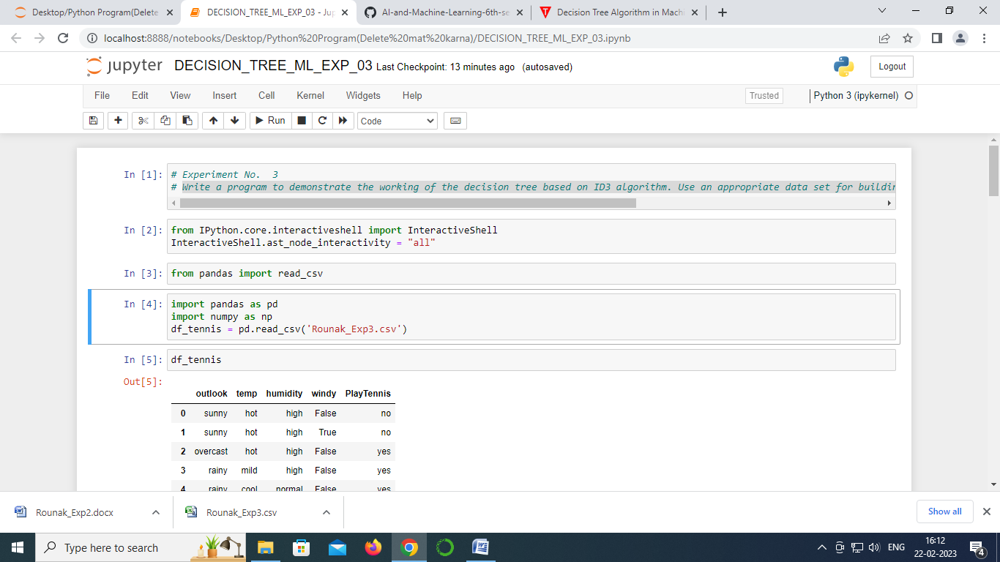 Desktop/Python Program(Delete
DECISION_TREE_ML_EXP_03 - Jup
AI-and-Machine-Learning-6th-se
Decision Tree Algorithm in Machi
localhost:8888/notebooks/Desktop/Python%20Program(Delete%20mat%20karna)/DECISION_TREE_ML_EXP_03.ipynb
jupyter DECISION_TREE_ML_EXP_03 Last Checkpoint: 13 minutes ago (autosaved)
Logout
File Edit View Insert Cell Kernel Widgets Help
Trusted
Python 3 (ipykernel)
Run
Code
In [1]: # Experiment No.  3
# Write a program to demonstrate the working of the decision tree based on ID3 algorithm. Use an appropriate data set for buildin
In [2]: from IPython.core.interactiveshell import InteractiveShell
InteractiveShell.ast_node_interactivity = "all"
In [3]: from pandas import read_csv
In [4]: import pandas as pd
import numpy as np
df_tennis = pd.read_csv('Rounak_Exp3.csv')
In [5]: df_tennis
Out[5]:
outlook temp humidity windy PlayTennis
0 sunny hot high False no
1 sunny hot high True no
2 overcast hot high False yes
3 rainy mild high False yes
4 rainy cool normal False yes
Rounak_Exp2.docx
Rounak_Exp3.csv
Show all
Type here to search
ENG
16:12
22-02-2023
4